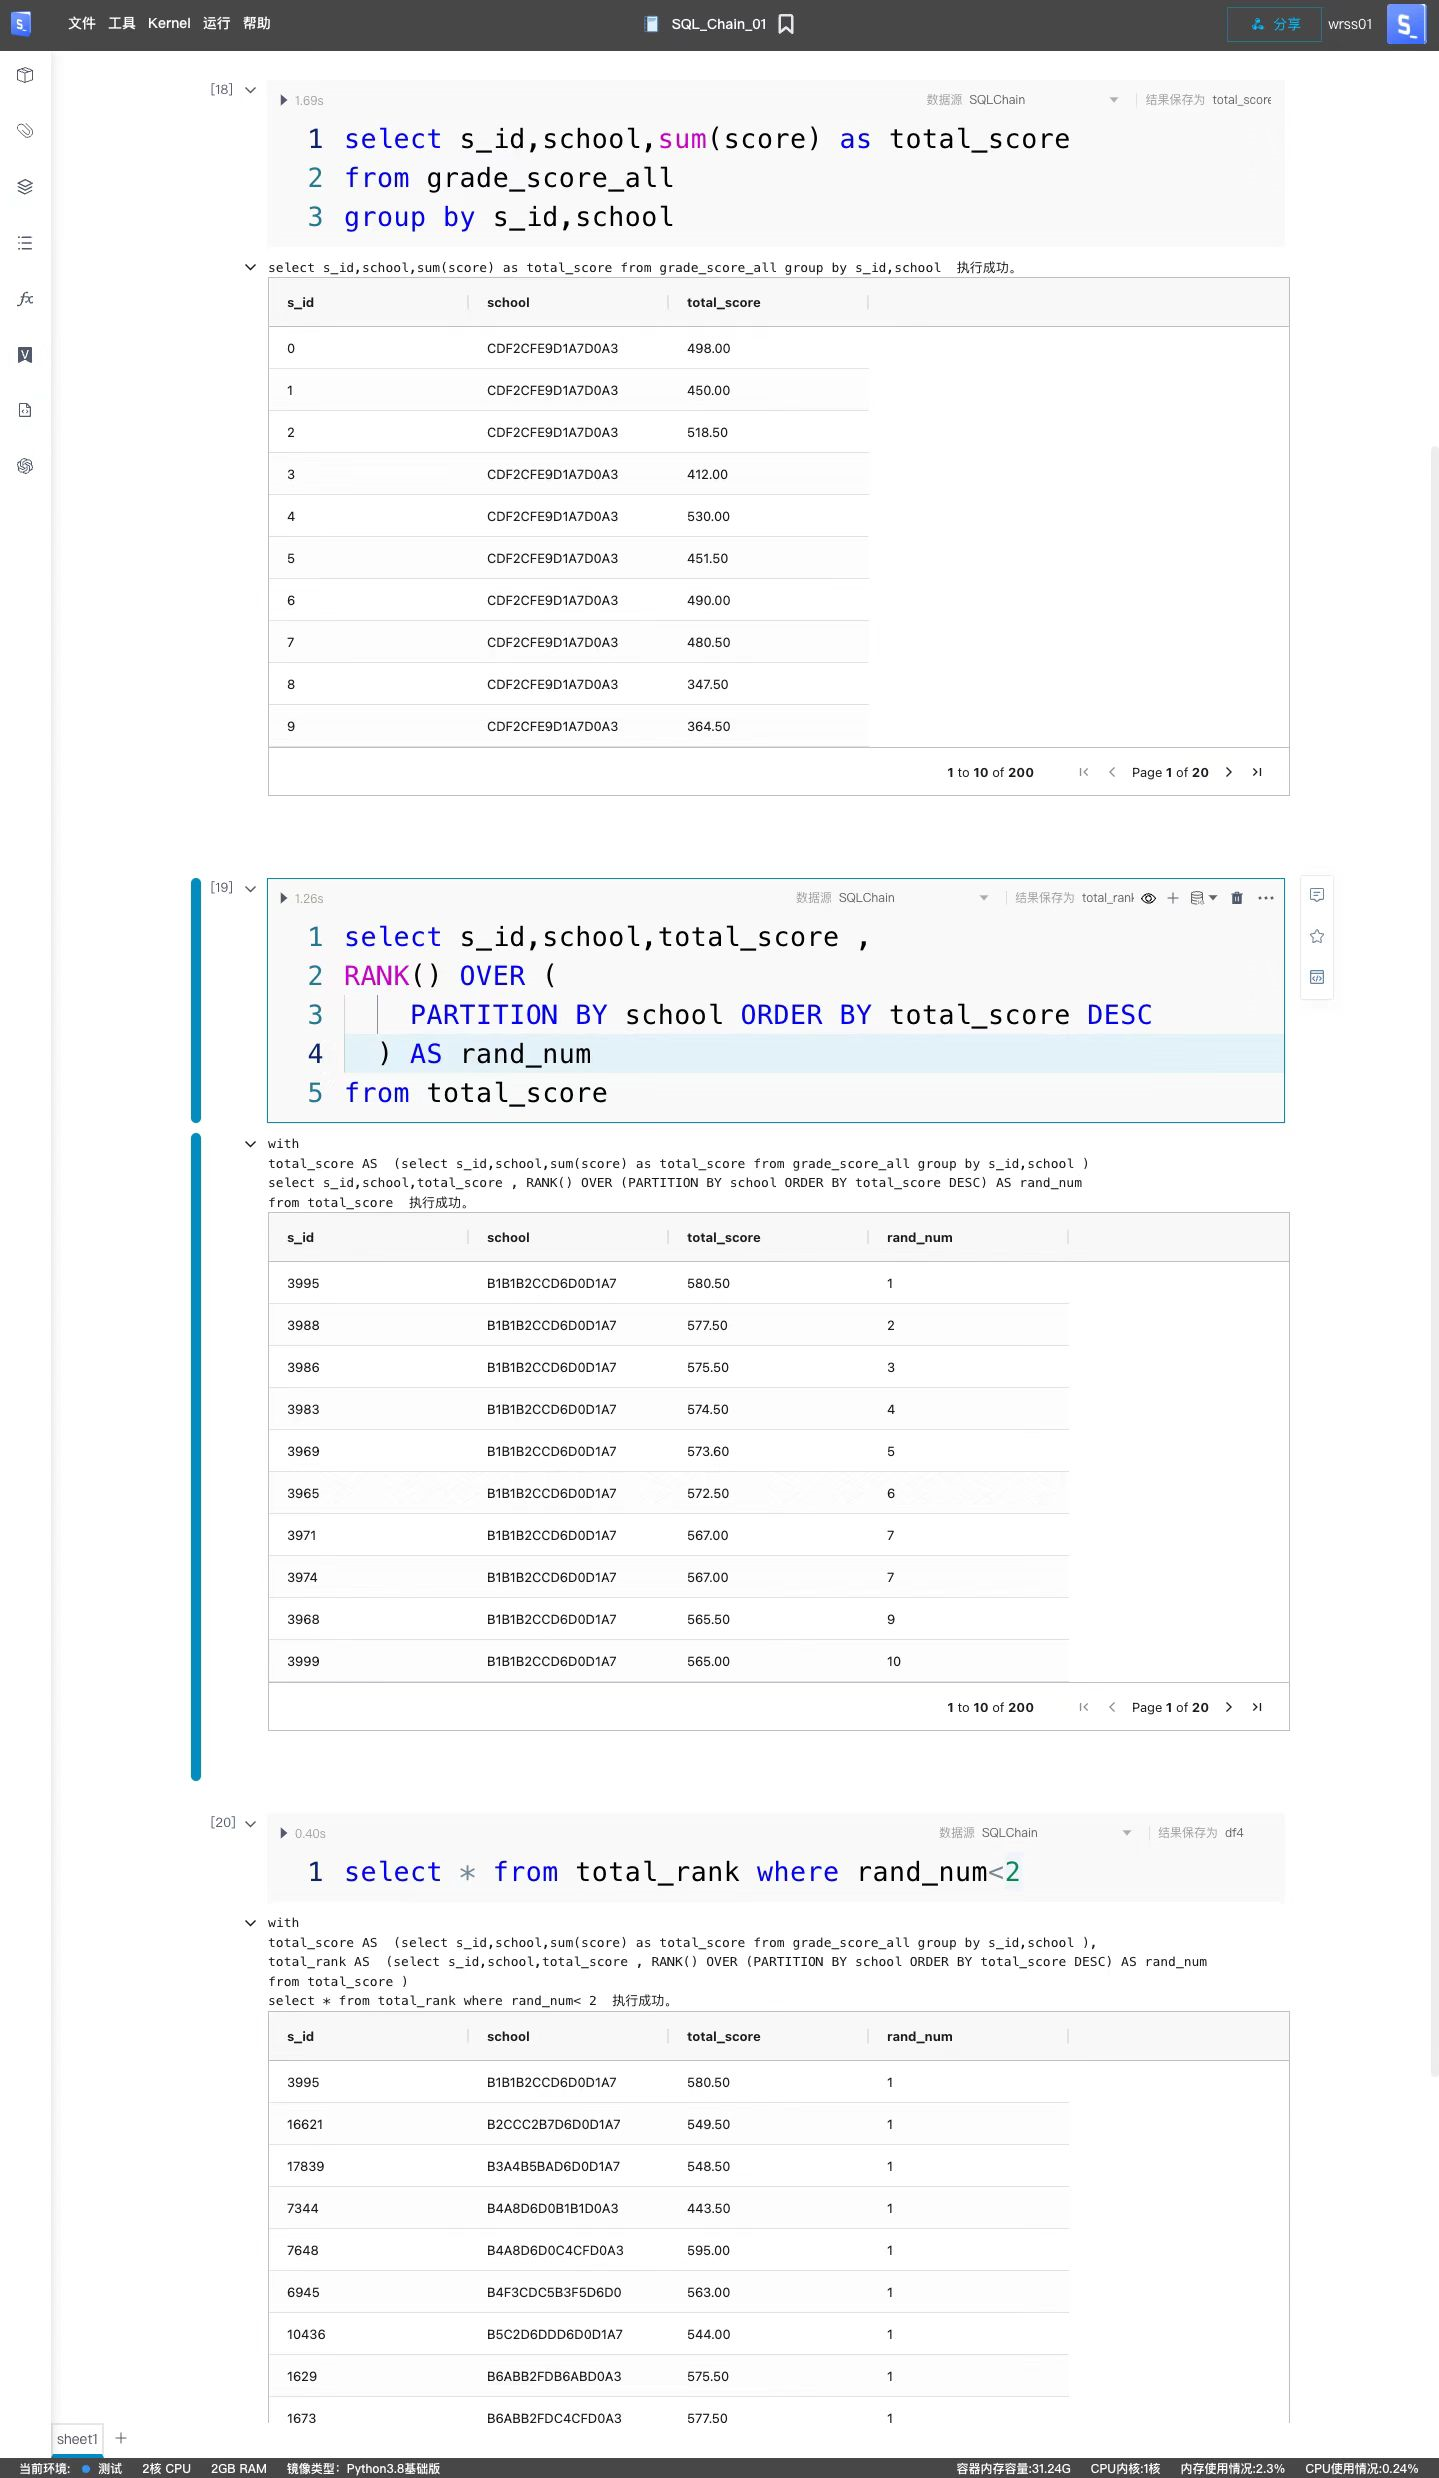 文件 工具 Kernel 运行 帮助 SQL_Chain_01 分享 wrss01
[18] 1.69s 数据源 SQLChain 结果保存为 total_score
1 select s_id,school,sum(score) as total_score
2 from grade_score_all
3 group by s_id,school
select s_id,school,sum(score) as total_score from grade_score_all group by s_id,school 执行成功。
s_id school total_score
0 CDF2CFE9D1A7D0A3 498.00
1 CDF2CFE9D1A7D0A3 450.00
2 CDF2CFE9D1A7D0A3 518.50
3 CDF2CFE9D1A7D0A3 412.00
4 CDF2CFE9D1A7D0A3 530.00
5 CDF2CFE9D1A7D0A3 451.50
6 CDF2CFE9D1A7D0A3 490.00
7 CDF2CFE9D1A7D0A3 480.50
8 CDF2CFE9D1A7D0A3 347.50
9 CDF2CFE9D1A7D0A3 364.50
1 to 10 of 200 Page 1 of 20
[19] 1.26s 数据源 SQLChain 结果保存为 total_rank
1 select s_id,school,total_score ,
2 RANK() OVER (
3 PARTITION BY school ORDER BY total_score DESC
4 ) AS rand_num
5 from total_score
with
total_score AS (select s_id,school,sum(score) as total_score from grade_score_all group by s_id,school )
select s_id,school,total_score , RANK() OVER (PARTITION BY school ORDER BY total_score DESC) AS rand_num
from total_score 执行成功。
s_id school total_score rand_num
3995 B1B1B2CCD6D0D1A7 580.50 1
3988 B1B1B2CCD6D0D1A7 577.50 2
3986 B1B1B2CCD6D0D1A7 575.50 3
3983 B1B1B2CCD6D0D1A7 574.50 4
3969 B1B1B2CCD6D0D1A7 573.60 5
3965 B1B1B2CCD6D0D1A7 572.50 6
3971 B1B1B2CCD6D0D1A7 567.00 7
3974 B1B1B2CCD6D0D1A7 567.00 7
3968 B1B1B2CCD6D0D1A7 565.50 9
3999 B1B1B2CCD6D0D1A7 565.00 10
1 to 10 of 200 Page 1 of 20
[20] 0.40s 数据源 SQLChain 结果保存为 df4
1 select * from total_rank where rand_num<2
with
total_score AS (select s_id,school,sum(score) as total_score from grade_score_all group by s_id,school ),
total_rank AS (select s_id,school,total_score , RANK() OVER (PARTITION BY school ORDER BY total_score DESC) AS rand_num
from total_score )
select * from total_rank where rand_num< 2 执行成功。
s_id school total_score rand_num
3995 B1B1B2CCD6D0D1A7 580.50 1
16621 B2CCC2B7D6D0D1A7 549.50 1
17839 B3A4B5BAD6D0D1A7 548.50 1
7344 B4A8D6D0B1B1D0A3 443.50 1
7648 B4A8D6D0C4CFD0A3 595.00 1
6945 B4F3CDC5B3F5D6D0 563.00 1
10436 B5C2D6DDD6D0D1A7 544.00 1
1629 B6ABB2FDB6ABD0A3 575.50 1
1673 B6ABB2FDC4CFD0A3 577.50 1
sheet1 +
当前环境: 测试 2核 CPU 2GB RAM 镜像类型: Python3.8基础版 容器内存容量:31.24G CPU内核:1核 内存使用情况:2.3% CPU使用情况:0.24%